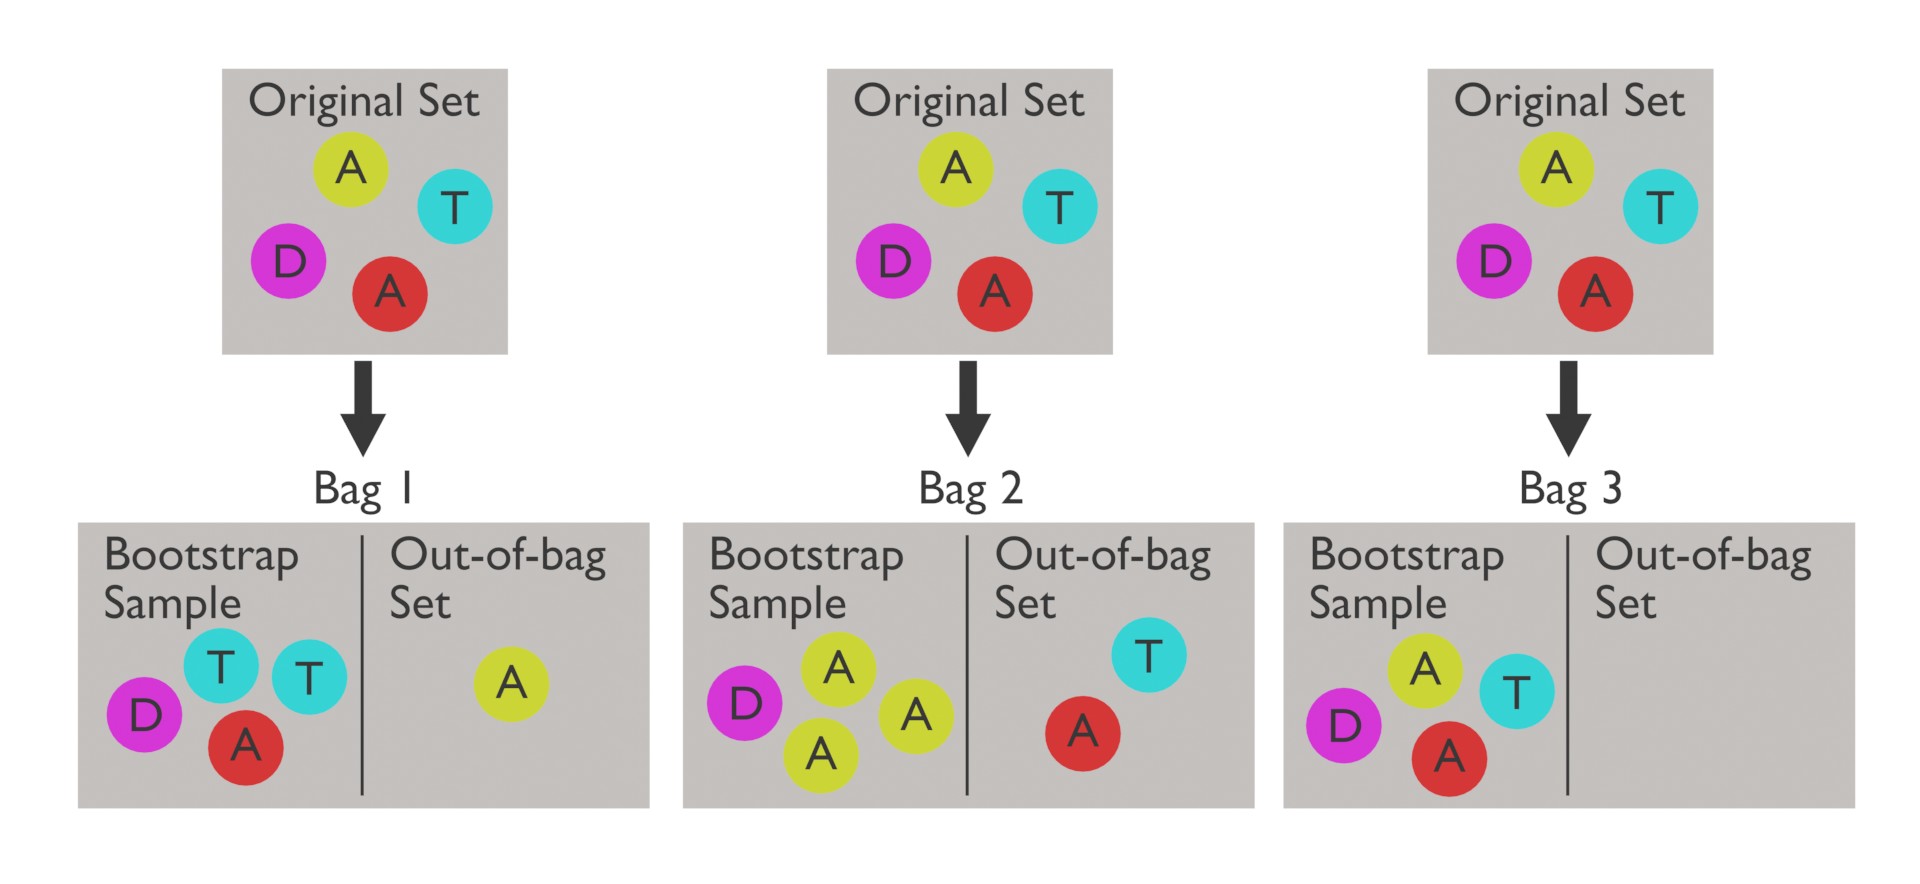 Original Set
A
T
D
A
Original Set
A
T
D
A
Original Set
A
T
D
A
Bag 1
Bootstrap
Sample
T
T
D
A
Out-of-bag
Set
A
Bag 2
Bootstrap
Sample
A
D
A
A
Out-of-bag
Set
T
A
Bag 3
Bootstrap
Sample
A
T
D
A
Out-of-bag
Set